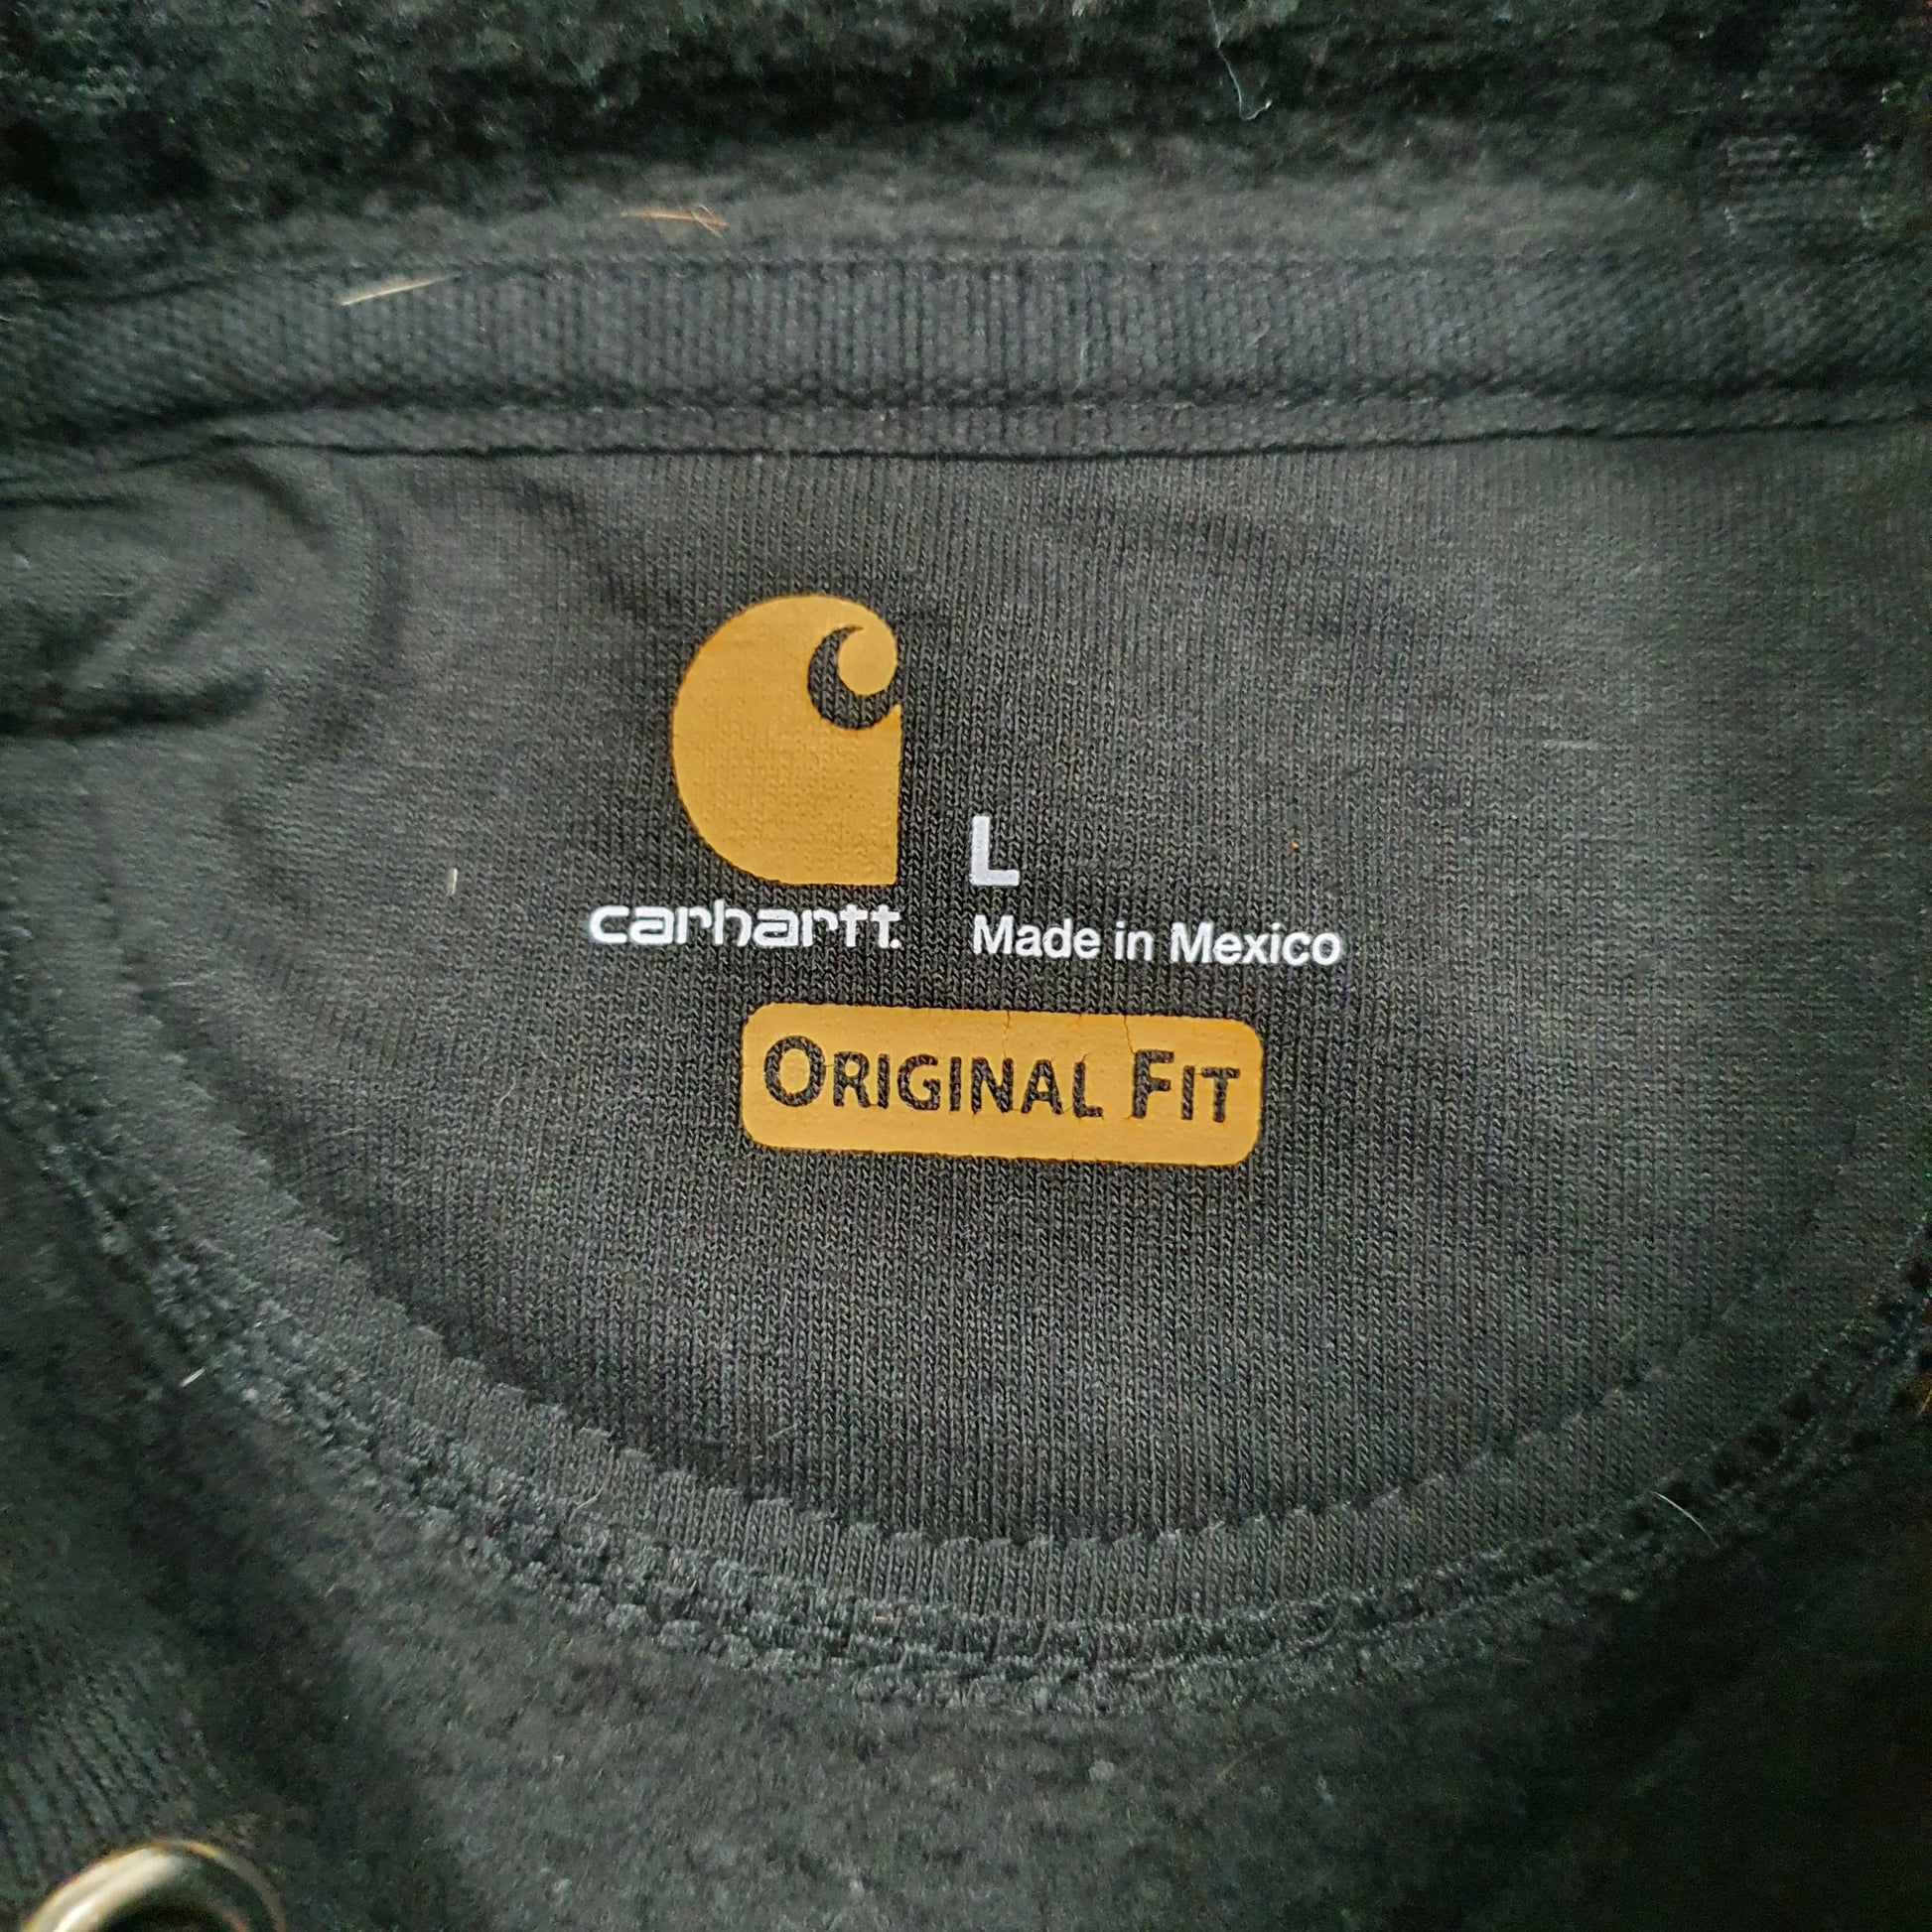 L
carhartt.
Made in Mexico
ORIGINAL FIT